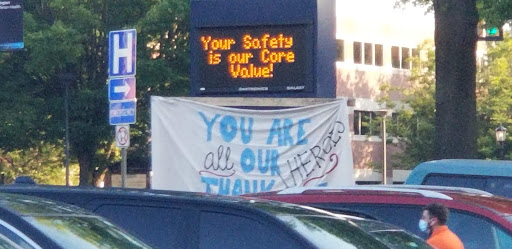 H
Your Safety
is our Core
Value!
YOU ARE
all OUR
HEROES
THANK